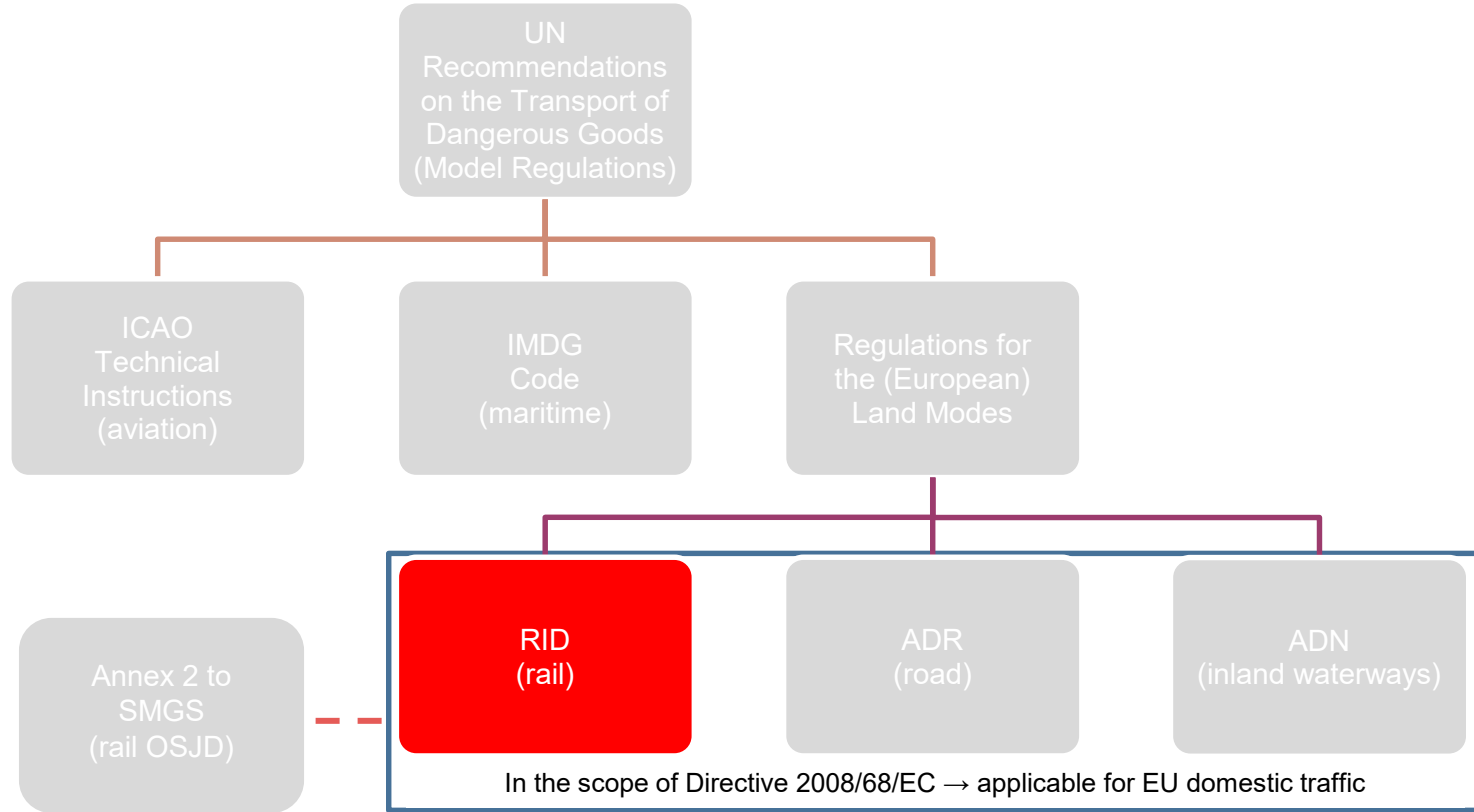 UN
Recommendations
on the Transport of
Dangerous Goods
(Model Regulations)
ICAO
Technical
Instructions
(aviation)
IMDG
Code
(maritime)
Regulations for
the (European)
Land Modes
Annex 2 to
SMGS
(rail OSJD)
RID
(rail)
ADR
(road)
ADN
(inland waterways)
In the scope of Directive 2008/68/EC → applicable for EU domestic traffic